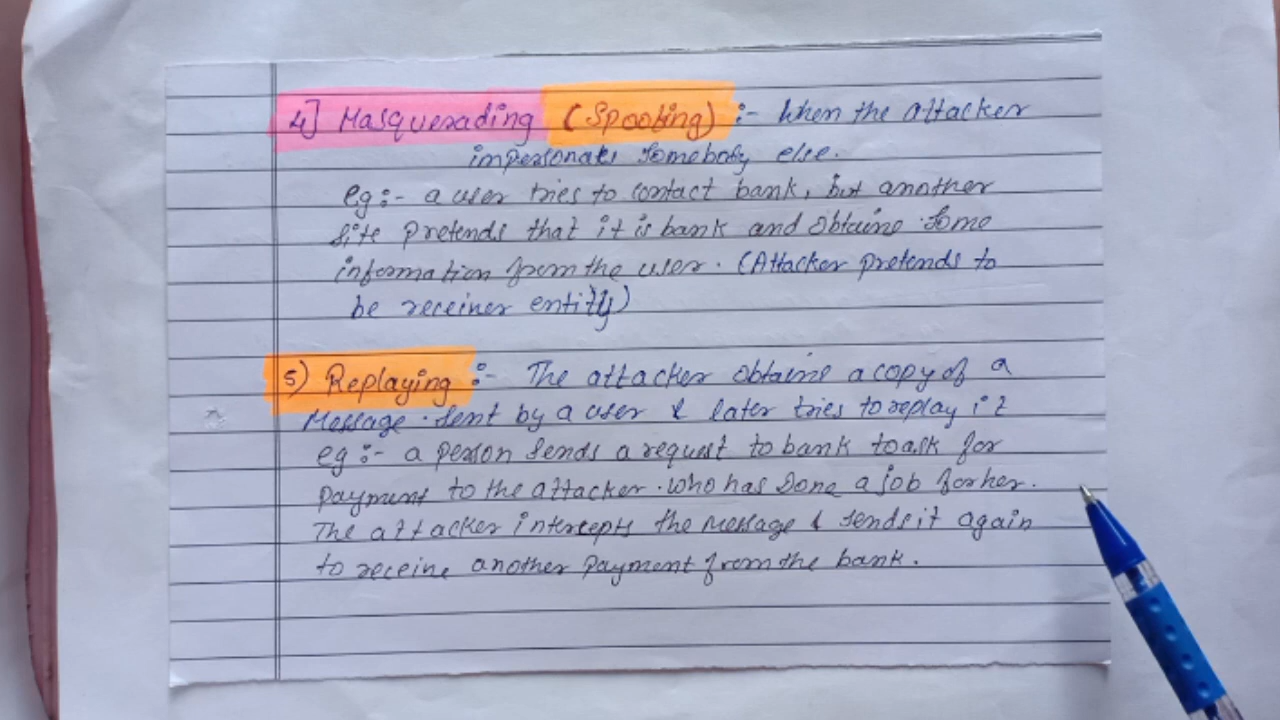 4] Masquerading (Spoofing) :- When the attacker
impersonats somebody else.
eg :- a user tries to contact bank, but another
site pretends that it is bank and obtains some
information from the user. (Attacker pretends to
be receiner entity)
5) Replaying :- The attacker obtains a copy of a
Message sent by a user & later tries to replay it
eg :- a person sends a request to bank to ask for
payment to the attacker. who has done a job for her.
The attacker intercepts the message & sends it again
to receine another payment from the bank.